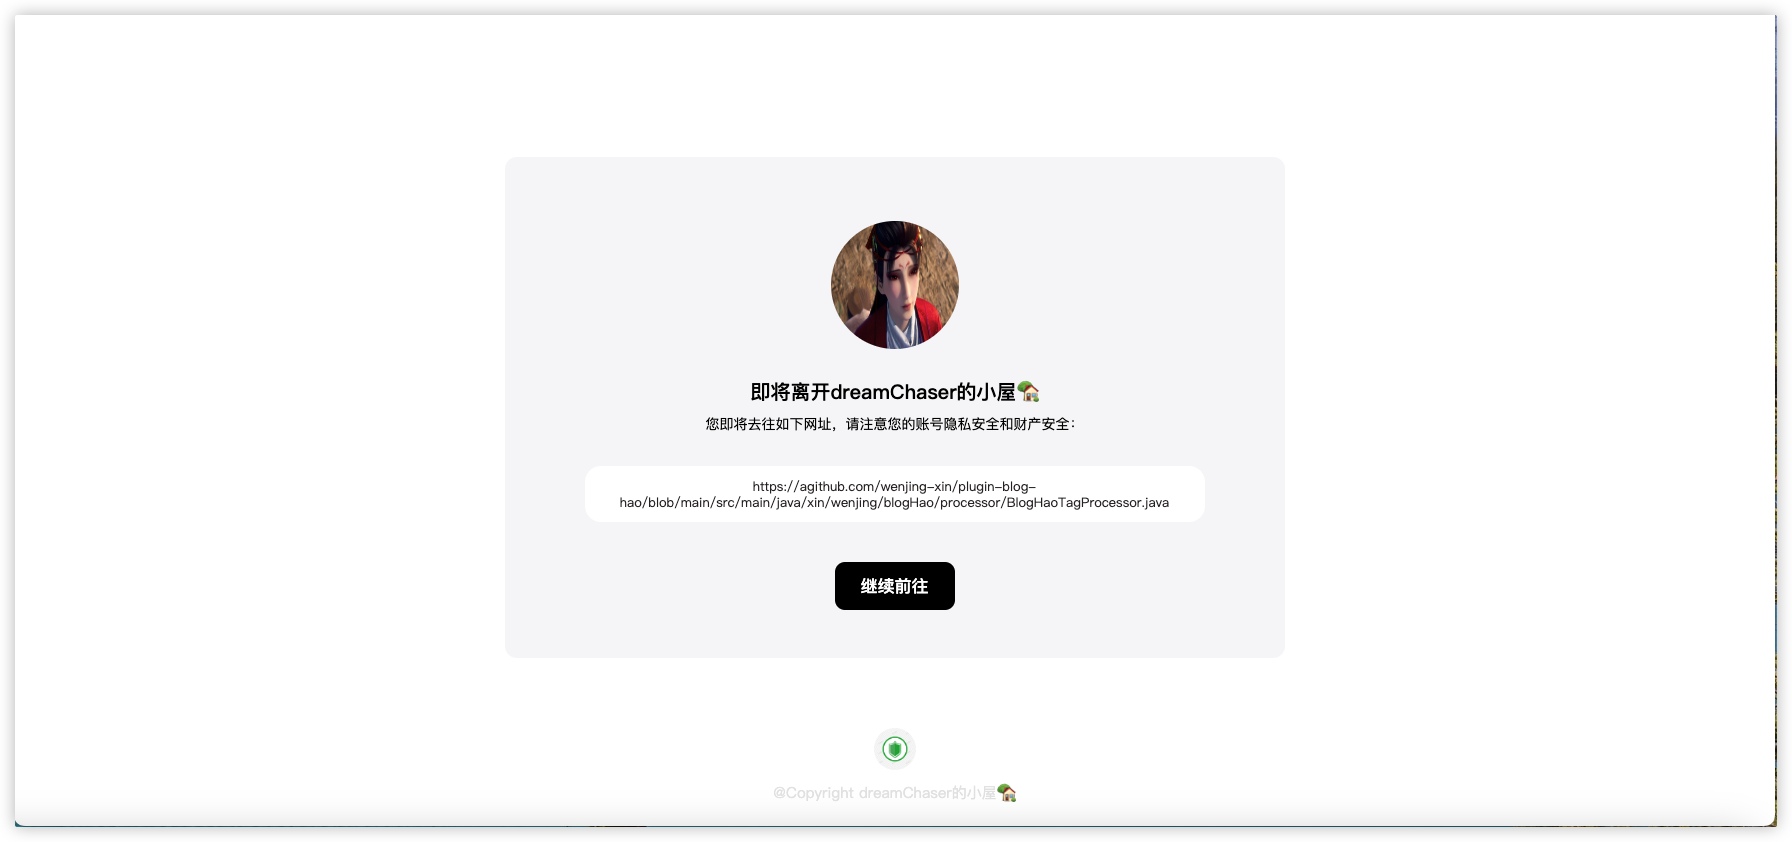 即将离开dreamChaser的小屋🏡
您即将去往如下网址，请注意您的账号隐私安全和财产安全：
https://agithub.com/wenjing-xin/plugin-blog-
hao/blob/main/src/main/java/xin/wenjing/blogHao/processor/BlogHaoTagProcessor.java
继续前往
@Copyright dreamChaser的小屋🏡